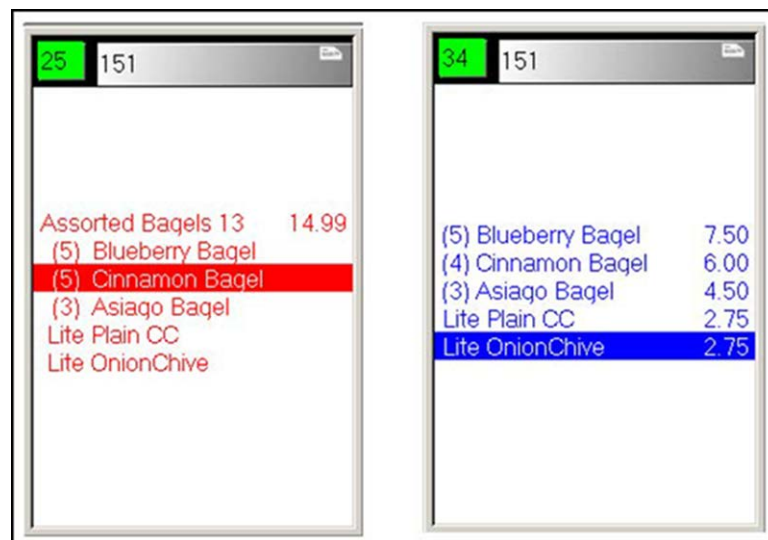 25 151
Assorted Bagels 13 14.99
(5) Blueberry Bagel
(5) Cinnamon Bagel
(3) Asiago Bagel
Lite Plain CC
Lite OnionChive
34 151
(5) Blueberry Bagel 7.50
(4) Cinnamon Bagel 6.00
(3) Asiago Bagel 4.50
Lite Plain CC 2.75
Lite OnionChive 2.75